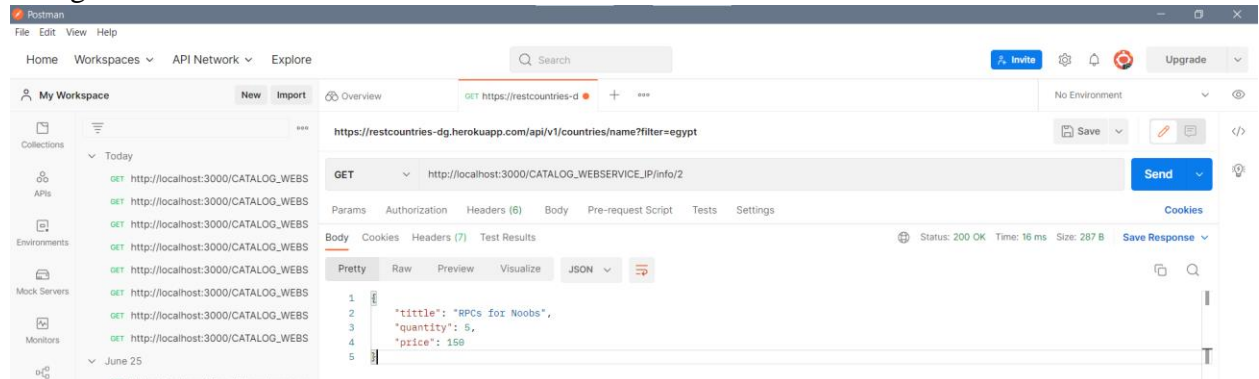 Postman
File Edit View Help
Home Workspaces API Network Explore
Search
Invite
Upgrade
My Workspace New Import
Overview
GET https://restcountries-d
No Environment
https://restcountries-dg.herokuapp.com/api/v1/countries/name?filter=egypt
Save
Collections
APIs
Environments
Mock Servers
Monitors
Today
GET http://localhost:3000/CATALOG_WEBS
GET http://localhost:3000/CATALOG_WEBS
GET http://localhost:3000/CATALOG_WEBS
GET http://localhost:3000/CATALOG_WEBS
GET http://localhost:3000/CATALOG_WEBS
GET http://localhost:3000/CATALOG_WEBS
GET http://localhost:3000/CATALOG_WEBS
GET http://localhost:3000/CATALOG_WEBS
June 25
GET http://localhost:3000/CATALOG_WEBSERVICE_IP/info/2
Send
Params Authorization Headers (6) Body Pre-request Script Tests Settings
Cookies
Body Cookies Headers (7) Test Results
Status: 200 OK Time: 16 ms Size: 287 B Save Response
Pretty Raw Preview Visualize JSON
1 {
2 "tittle": "RPCs for Noobs",
3 "quantity": 5,
4 "price": 150
5 }